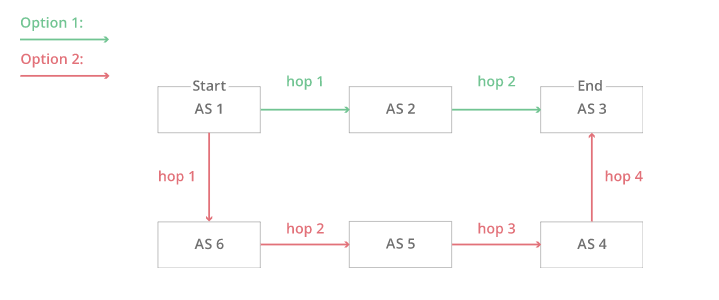 Option 1:
Option 2:
Start
hop 1
hop 2
End
AS 1
AS 2
AS 3
hop 1
hop 4
hop 2
hop 3
AS 6
AS 5
AS 4